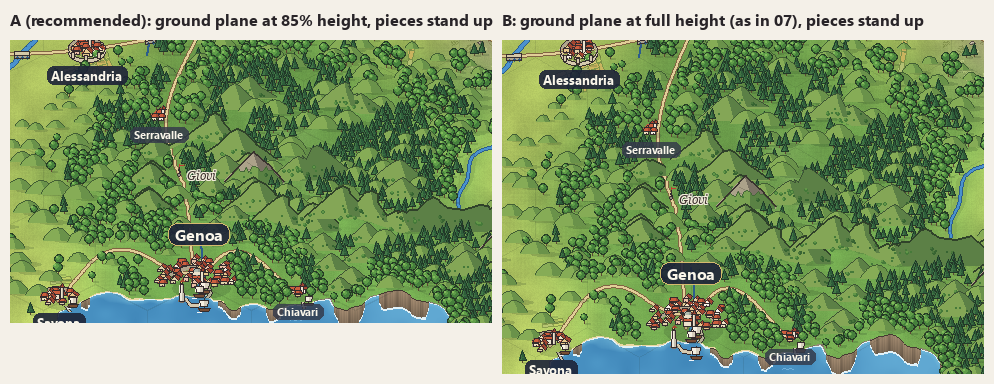 A (recommended): ground plane at 85% height, pieces stand up
Alessandria
Serravalle
Giovi
Genoa
Chiavari
Savona
B: ground plane at full height (as in 07), pieces stand up
Alessandria
Serravalle
Giovi
Genoa
Chiavari
Savona